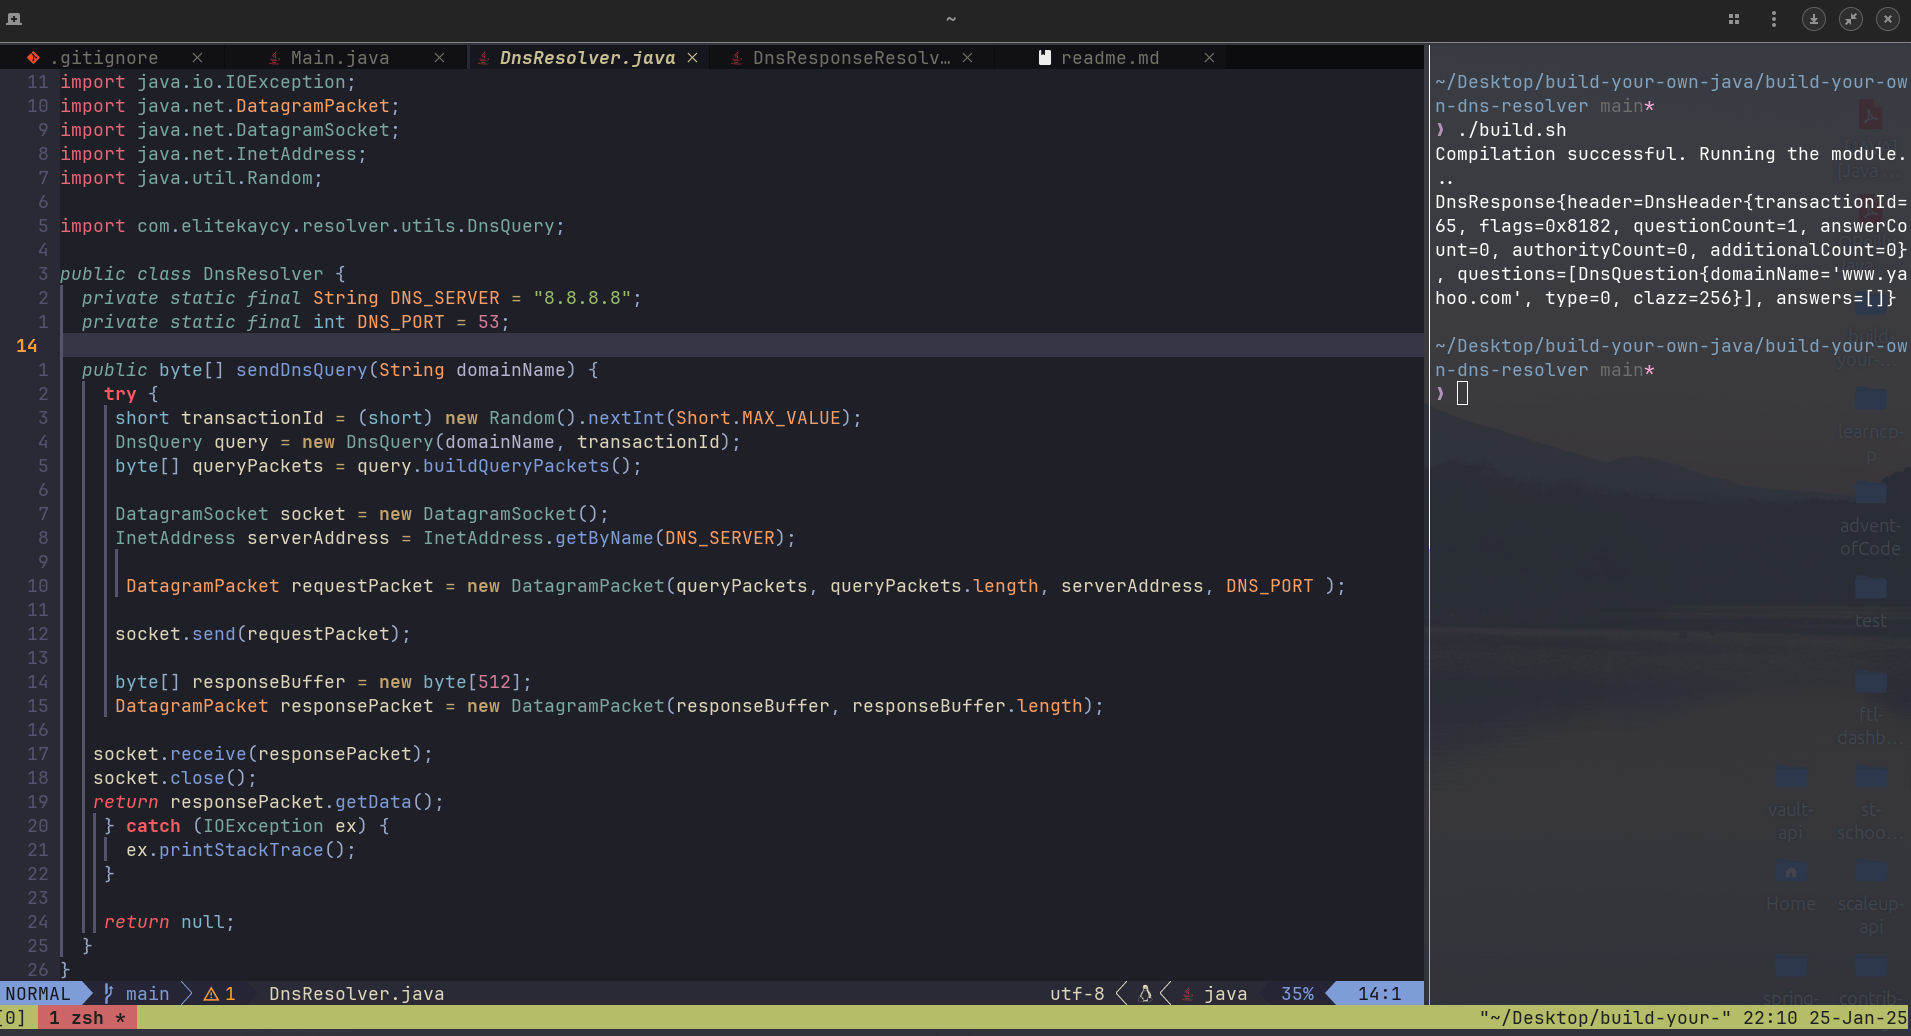 ~
.gitignore × Main.java × DnsResolver.java × DnsResponseResolv… × readme.md ×
11 import java.io.IOException;
10 import java.net.DatagramPacket;
9 import java.net.DatagramSocket;
8 import java.net.InetAddress;
7 import java.util.Random;
6
5 import com.elitekaycy.resolver.utils.DnsQuery;
4
3 public class DnsResolver {
2 private static final String DNS_SERVER = "8.8.8.8";
1 private static final int DNS_PORT = 53;
14
1 public byte[] sendDnsQuery(String domainName) {
2 try {
3 short transactionId = (short) new Random().nextInt(Short.MAX_VALUE);
4 DnsQuery query = new DnsQuery(domainName, transactionId);
5 byte[] queryPackets = query.buildQueryPackets();
6
7 DatagramSocket socket = new DatagramSocket();
8 InetAddress serverAddress = InetAddress.getByName(DNS_SERVER);
9
10 DatagramPacket requestPacket = new DatagramPacket(queryPackets, queryPackets.length, serverAddress, DNS_PORT );
11
12 socket.send(requestPacket);
13
14 byte[] responseBuffer = new byte[512];
15 DatagramPacket responsePacket = new DatagramPacket(responseBuffer, responseBuffer.length);
16
17 socket.receive(responsePacket);
18 socket.close();
19 return responsePacket.getData();
20 } catch (IOException ex) {
21 ex.printStackTrace();
22 }
23
24 return null;
25 }
26 }
NORMAL main 1 DnsResolver.java utf-8 java 35% 14:1
~/Desktop/build-your-own-java/build-your-ow
n-dns-resolver main*
❯ ./build.sh
Compilation successful. Running the module.
..
DnsResponse{header=DnsHeader{transactionId=
65, flags=0x8182, questionCount=1, answerCo
unt=0, authorityCount=0, additionalCount=0}
, questions=[DnsQuestion{domainName='www.ya
hoo.com', type=0, clazz=256}], answers=[]}
~/Desktop/build-your-own-java/build-your-ow
n-dns-resolver main*
❯
[Java
build-
your-…
learncp
p
advent-
ofCode
test
ftl-
dashb…
vault-
api
st-
schoo…
Home
scaleup-
api
spring-
contrib-
[0] 1 zsh * "~/Desktop/build-your-" 22:10 25-Jan-25